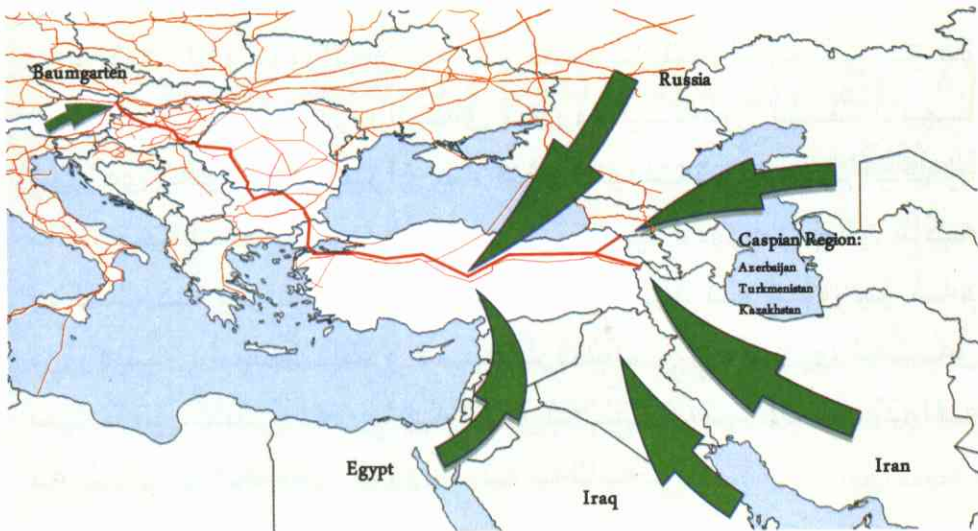 Baumgarten
Russia
Caspian Region:
Azerbaijan
Turkmenistan
Kazakhstan
Egypt
Iraq
Iran